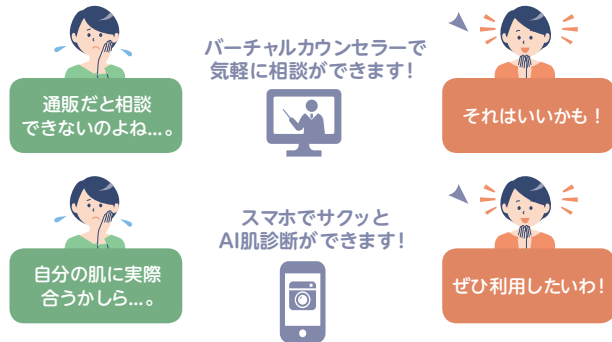 通販だと相談
できないのよね...。
バーチャルカウンセラーで
気軽に相談ができます!
それはいいかも!
自分の肌に実際
合うかしら...。
スマホでサクッと
AI肌診断ができます!
ぜひ利用したいわ!